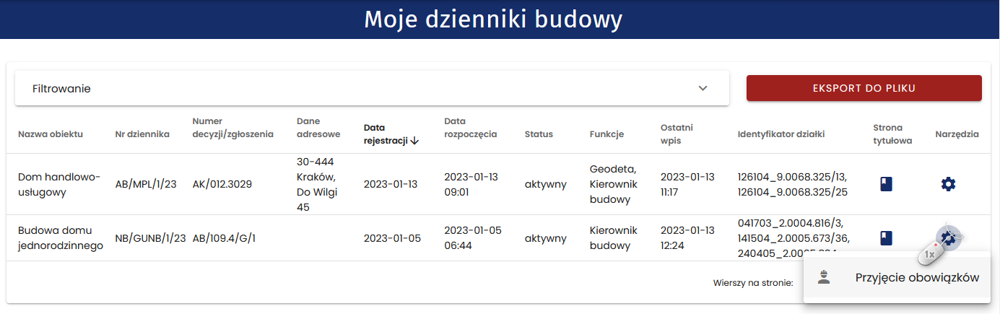 Moje dzienniki budowy
Filtrowanie
EKSPORT DO PLIKU
Nazwa obiektu
Nr dziennika
Numer
decyzji/zgłoszenia
Dane
adresowe
Data
rejestracji
Data
rozpoczęcia
Status
Funkcje
Ostatni
wpis
Identyfikator działki
Strona
tytułowa
Narzędzia
Dom handlowo-
usługowy
AB/MPL/1/23
AK/012.3029
30-444
Kraków,
Do Wilgi
45
2023-01-13
2023-01-13
09:01
aktywny
Geodeta,
Kierownik
budowy
2023-01-13
11:17
126104_9.0068.325/13,
126104_9.0068.325/25
Budowa domu
jednorodzinnego
NB/GUNB/1/23
AB/109.4/G/1
2023-01-05
2023-01-05
06:44
aktywny
Kierownik
budowy
2023-01-13
12:24
041703_2.0004.816/3,
141504_2.0005.673/36,
1x
Przyjęcie obowiązków
Wierszy na stronie: